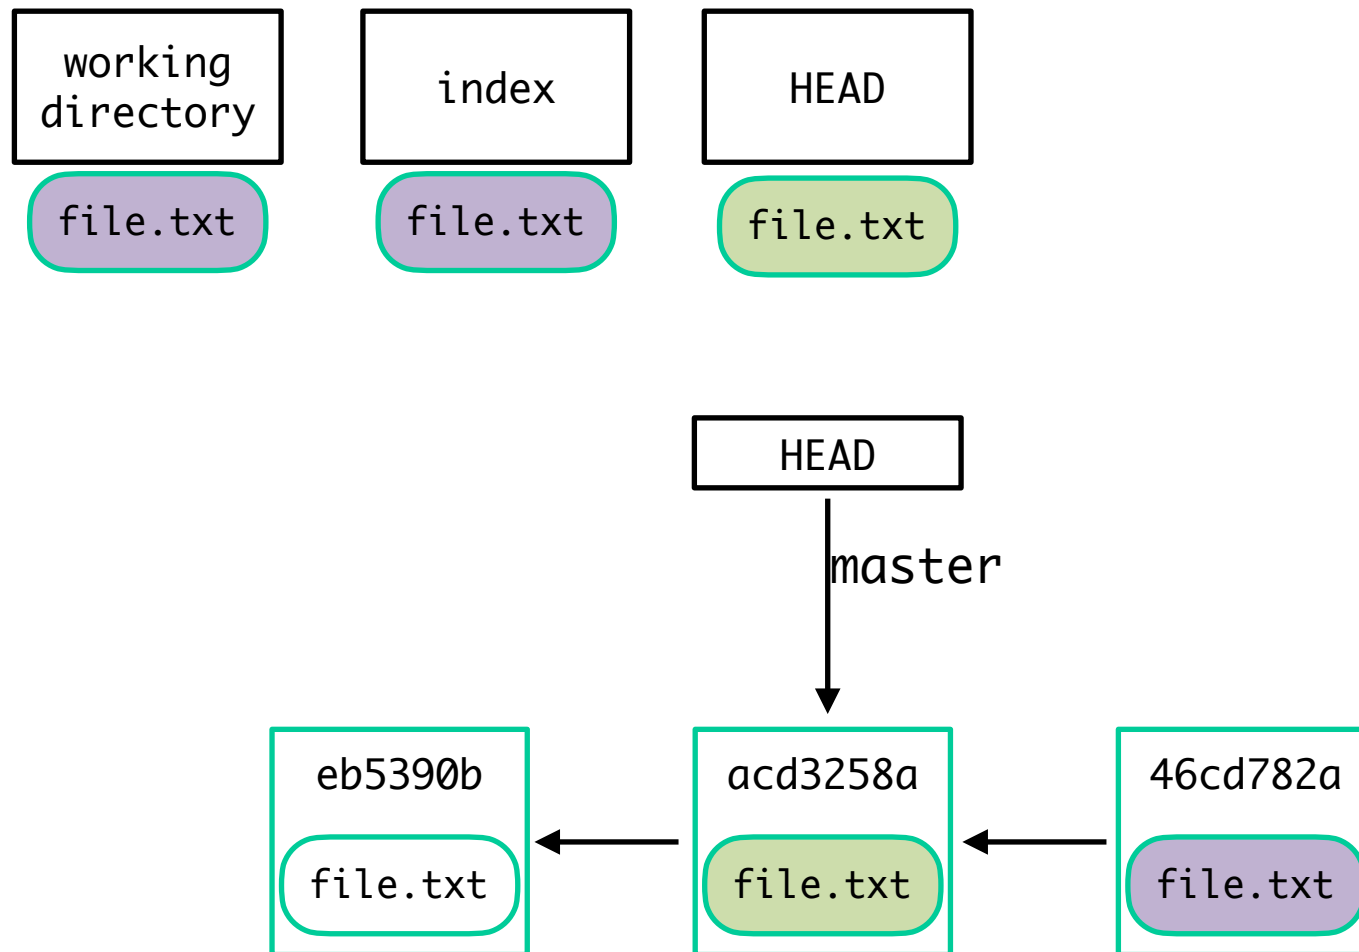 working
directory
index
HEAD
file.txt
file.txt
file.txt
HEAD
master
eb5390b
acd3258a
46cd782a
file.txt
file.txt
file.txt